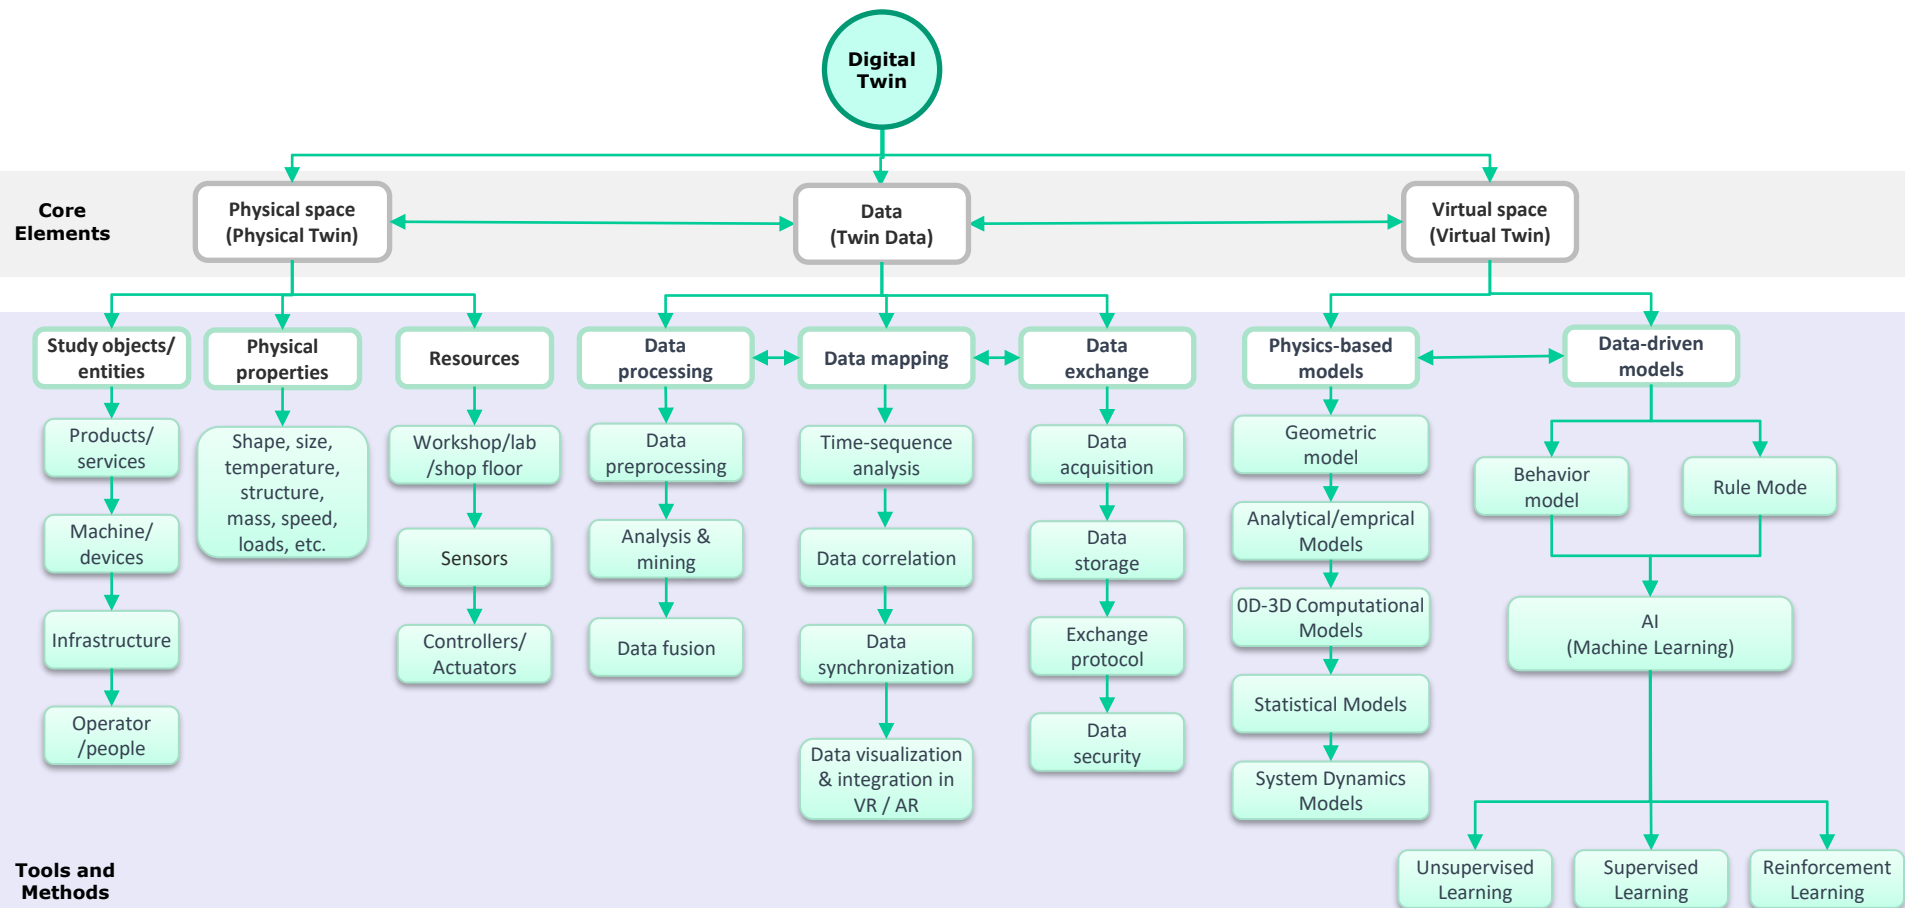 Digital
Twin
Core
Elements
Physical space
(Physical Twin)
Data
(Twin Data)
Virtual space
(Virtual Twin)
Study objects/
entities
Physical
properties
Resources
Data
processing
Data mapping
Data
exchange
Physics-based
models
Data-driven
models
Products/
services
Machine/
devices
Infrastructure
Operator
/people
Shape, size,
temperature,
structure,
mass, speed,
loads, etc.
Workshop/lab
/shop floor
Sensors
Controllers/
Actuators
Data
preprocessing
Analysis &
mining
Data fusion
Time-sequence
analysis
Data correlation
Data
synchronization
Data visualization
& integration in
VR / AR
Data
acquisition
Data
storage
Exchange
protocol
Data
security
Geometric
model
Analytical/emprical
Models
0D-3D Computational
Models
Statistical Models
System Dynamics
Models
Behavior
model
Rule Mode
AI
(Machine Learning)
Unsupervised
Learning
Supervised
Learning
Reinforcement
Learning
Tools and
Methods